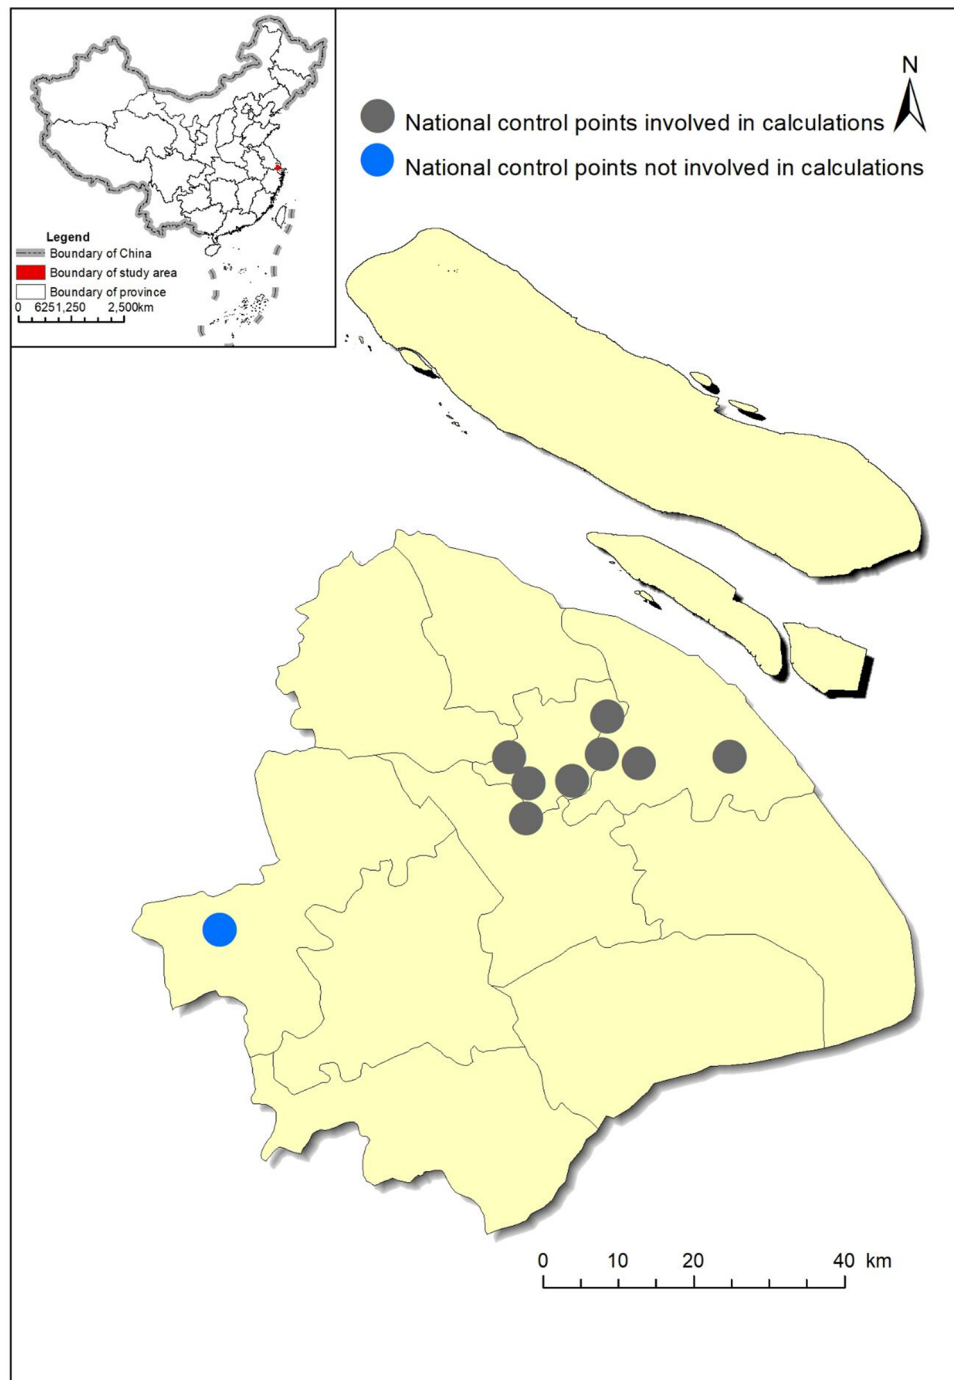 N
National control points involved in calculations
National control points not involved in calculations
Legend
Boundary of China
Boundary of study area
Boundary of province
0 6251,250 2,500km
0 10 20 40 km